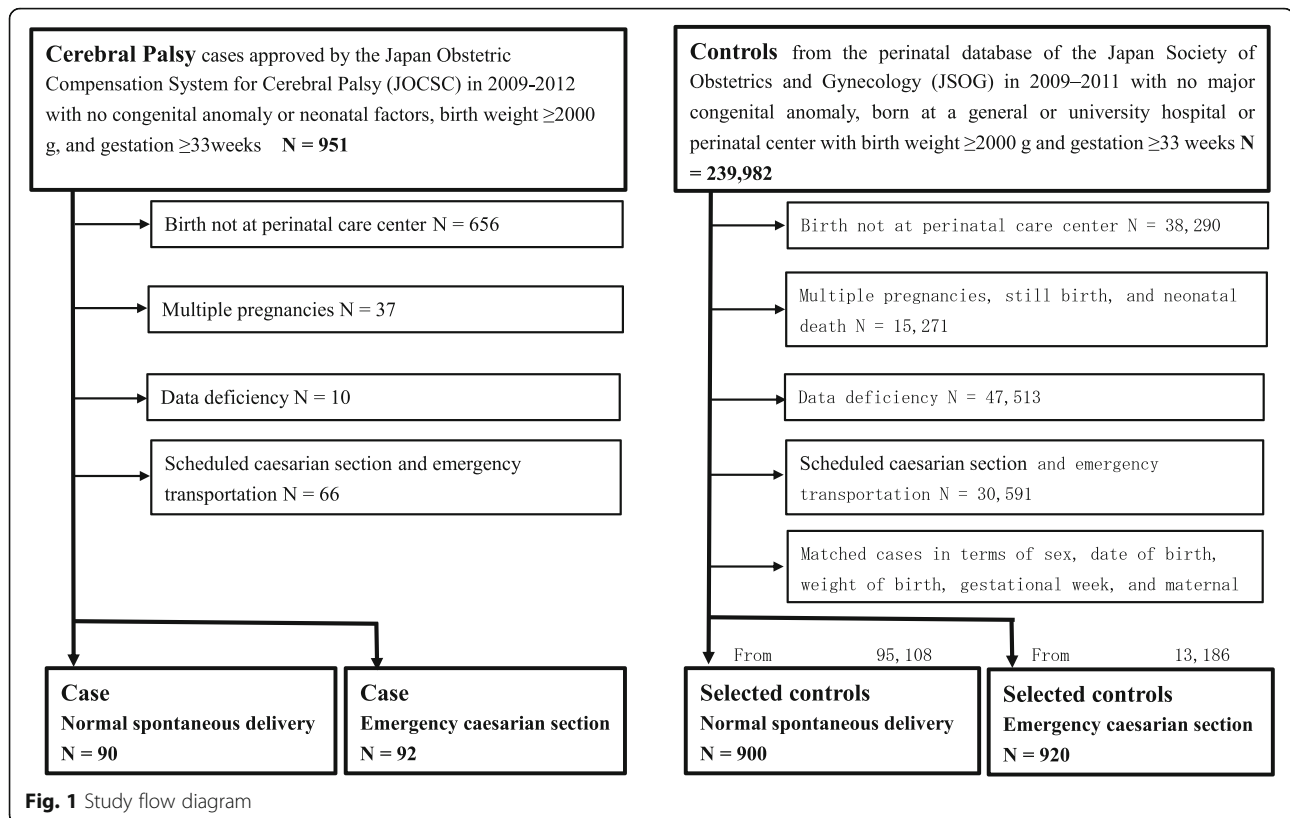 Cerebral Palsy cases approved by the Japan Obstetric
Compensation System for Cerebral Palsy (JOCSC) in 2009-2012
with no congenital anomaly or neonatal factors, birth weight ≥2000
g, and gestation ≥33weeks N = 951
Birth not at perinatal care center N = 656
Multiple pregnancies N = 37
Data deficiency N = 10
Scheduled caesarian section and emergency
transportation N = 66
Case
Normal spontaneous delivery
N = 90
Case
Emergency caesarian section
N = 92
Controls from the perinatal database of the Japan Society of
Obstetrics and Gynecology (JSOG) in 2009–2011 with no major
congenital anomaly, born at a general or university hospital or
perinatal center with birth weight ≥2000 g and gestation ≥33 weeks N
= 239,982
Birth not at perinatal care center N = 38,290
Multiple pregnancies, still birth, and neonatal
death N = 15,271
Data deficiency N = 47,513
Scheduled caesarian section and emergency
transportation N = 30,591
Matched cases in terms of sex, date of birth,
weight of birth, gestational week, and maternal
From 95,108
From 13,186
Selected controls
Normal spontaneous delivery
N = 900
Selected controls
Emergency caesarian section
N = 920
Fig. 1 Study flow diagram